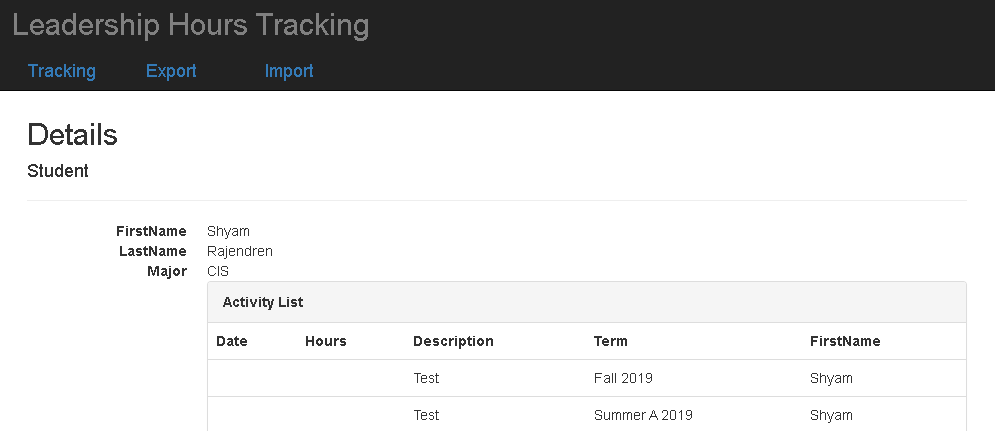 Leadership Hours Tracking
Tracking Export Import
Details
Student
FirstName Shyam
LastName Rajendren
Major CIS
Activity List
Date Hours Description Term FirstName
Test Fall 2019 Shyam
Test Summer A 2019 Shyam